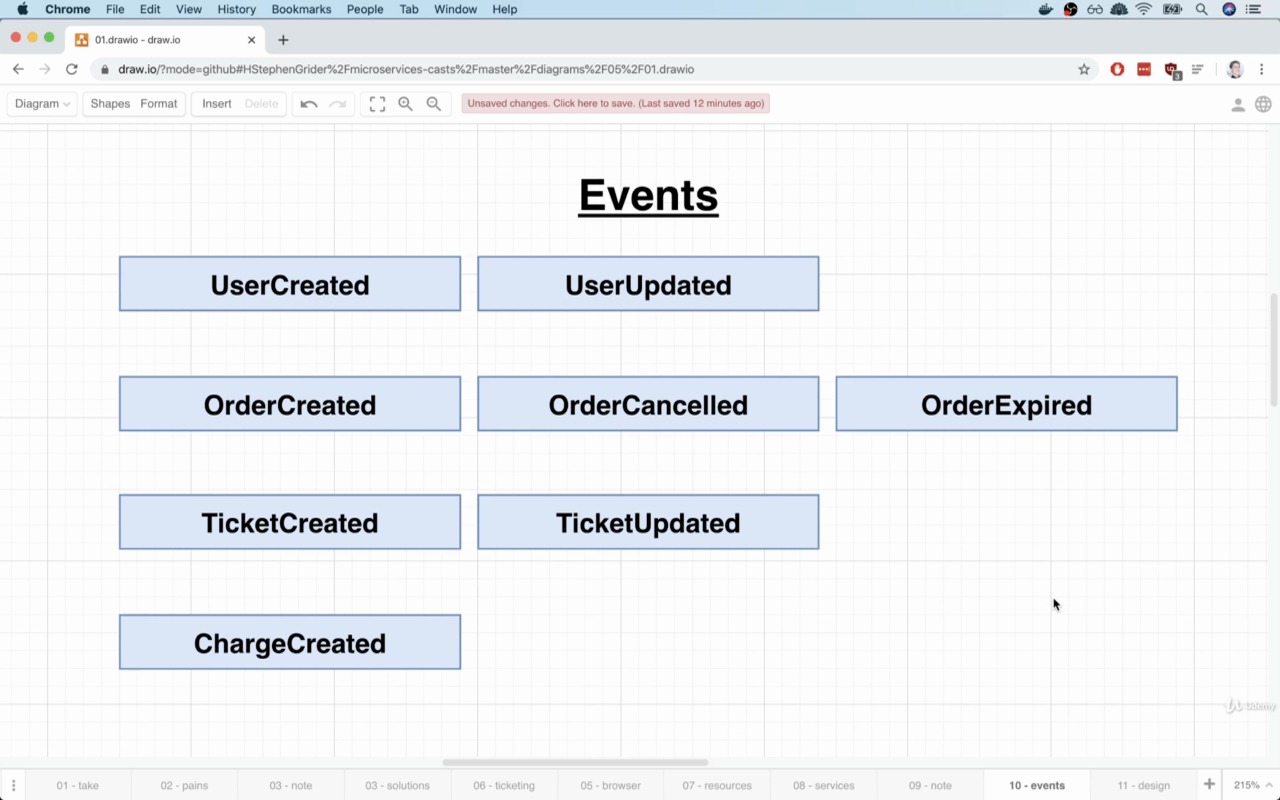 Chrome File Edit View History Bookmarks People Tab Window Help
01.drawio - draw.io
draw.io/?mode=github#HStephenGrider%2Fmicroservices-casts%2Fmaster%2Fdiagrams%2F05%2F01.drawio
3
Diagram Shapes Format Insert Delete Unsaved changes. Click here to save. (Last saved 12 minutes ago)
Events
UserCreated UserUpdated
OrderCreated OrderCancelled OrderExpired
TicketCreated TicketUpdated
ChargeCreated
Udemy
01 - take 02 - pains 03 - note 03 - solutions 06 - ticketing 05 - browser 07 - resources 08 - services 09 - note 10 - events 11 - design 215%